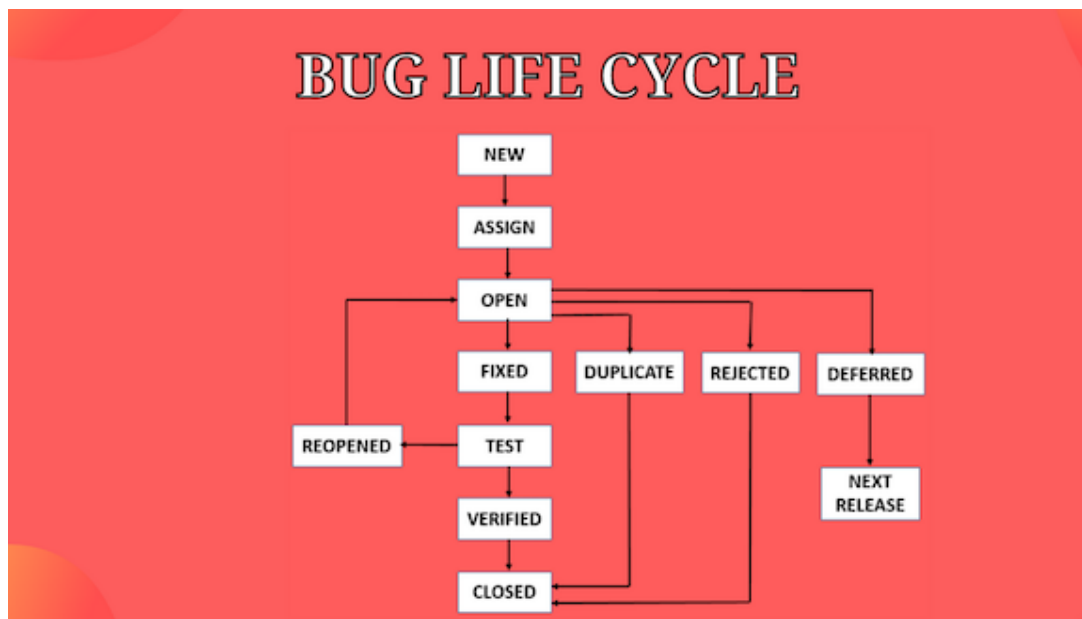 BUG LIFE CYCLE
NEW
ASSIGN
OPEN
FIXED
DUPLICATE
REJECTED
DEFERRED
REOPENED
TEST
NEXT
RELEASE
VERIFIED
CLOSED